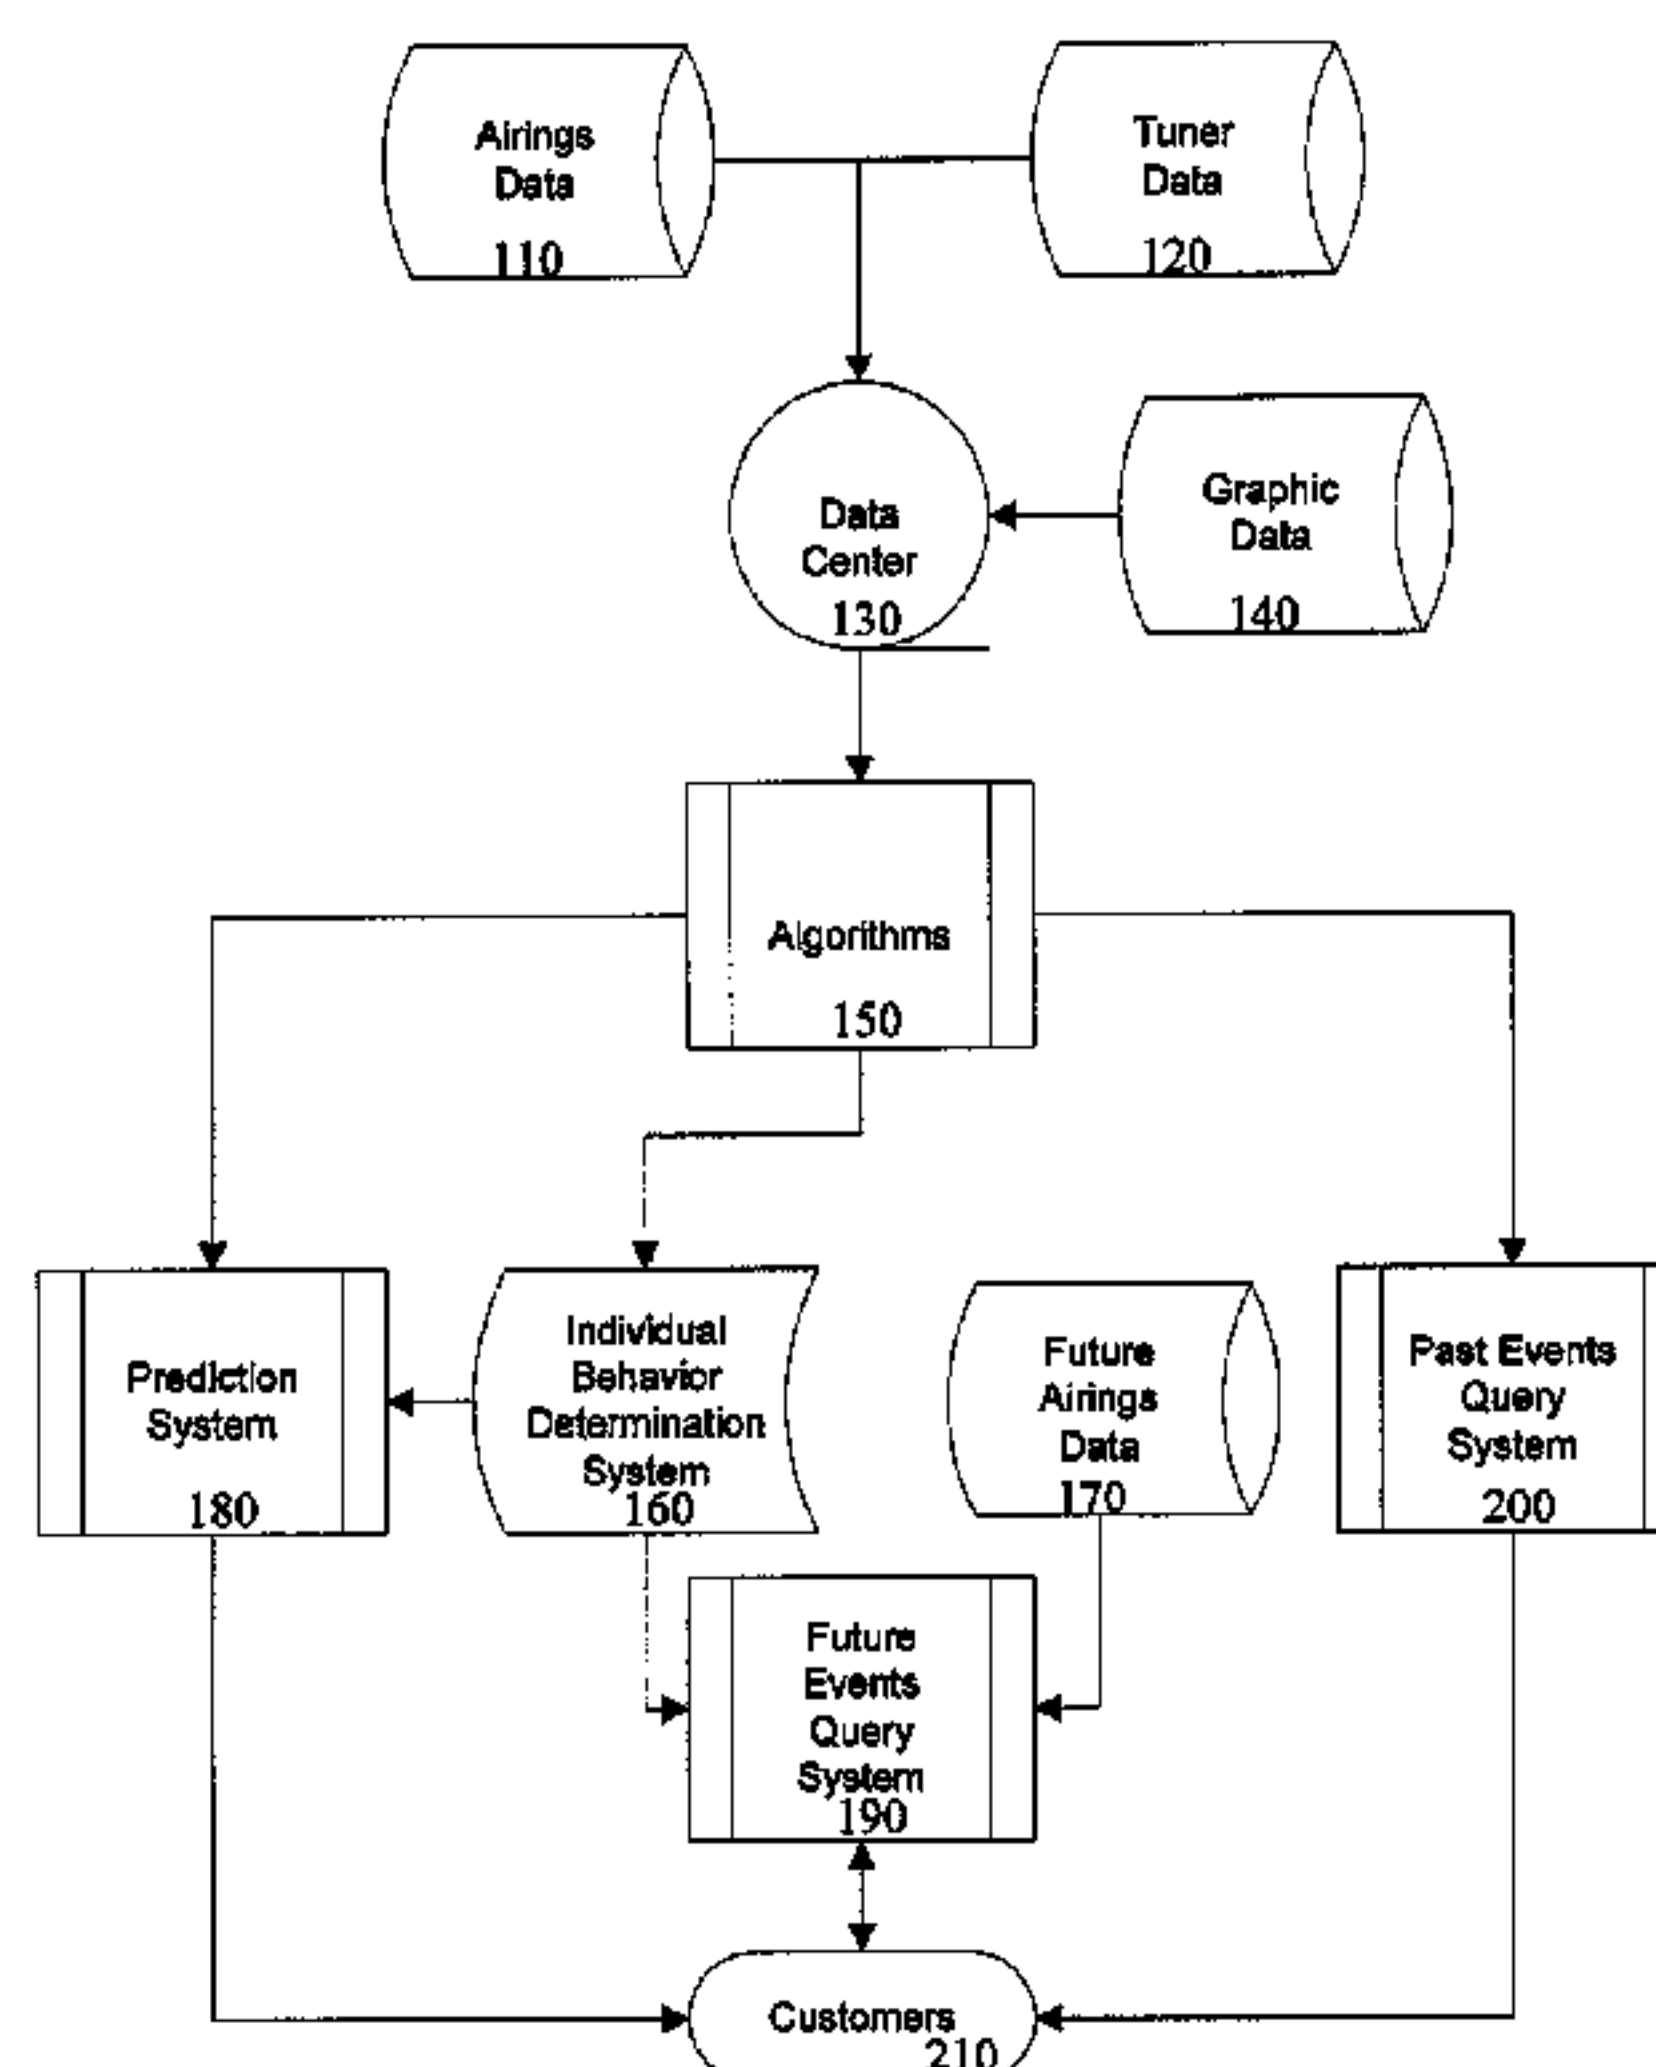 Airings
Data
110
Tuner
Data
120
Data
Center
130
Graphic
Data
140
Algorithms
150
Prediction
System
180
Individual
Behavior
Determination
System
160
Future
Airings
Data
170
Past Events
Query
System
200
Future
Events
Query
System
190
Customers
210